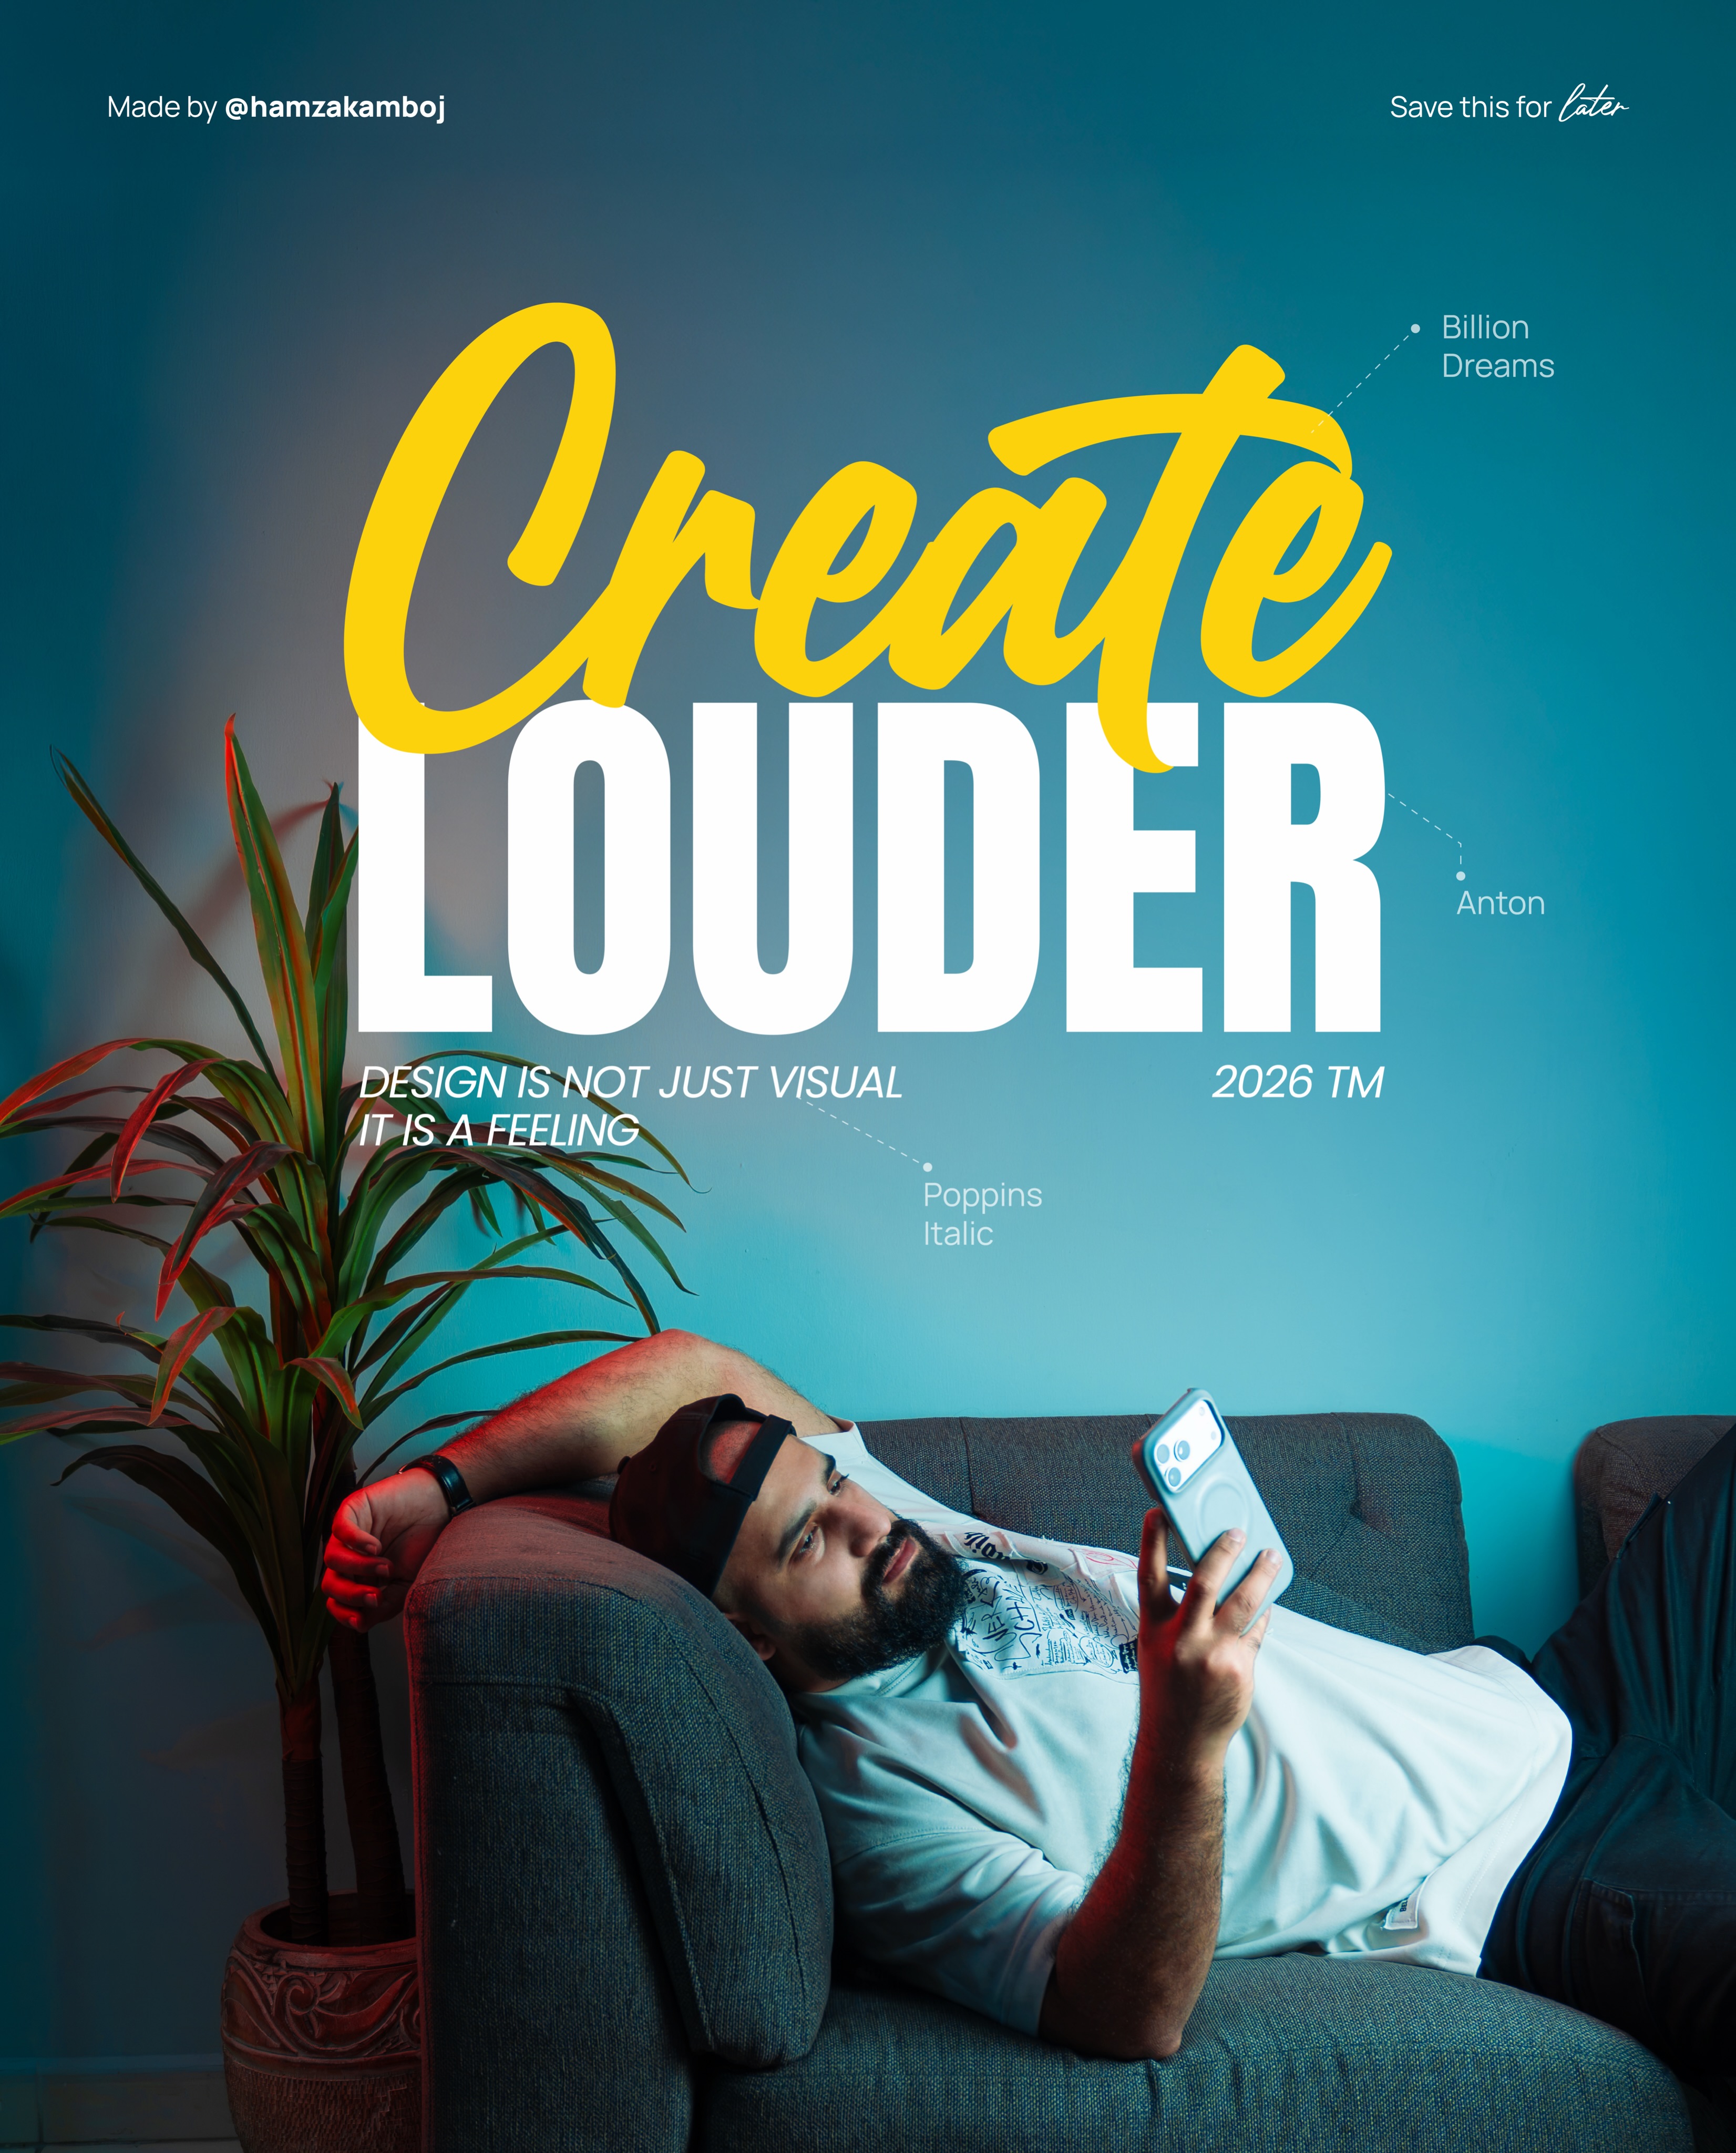 Made by @hamzakamboj
Save this for later
Billion
Dreams
Create
LOUDER
Anton
DESIGN IS NOT JUST VISUAL
IT IS A FEELING
2026 TM
Poppins
Italic